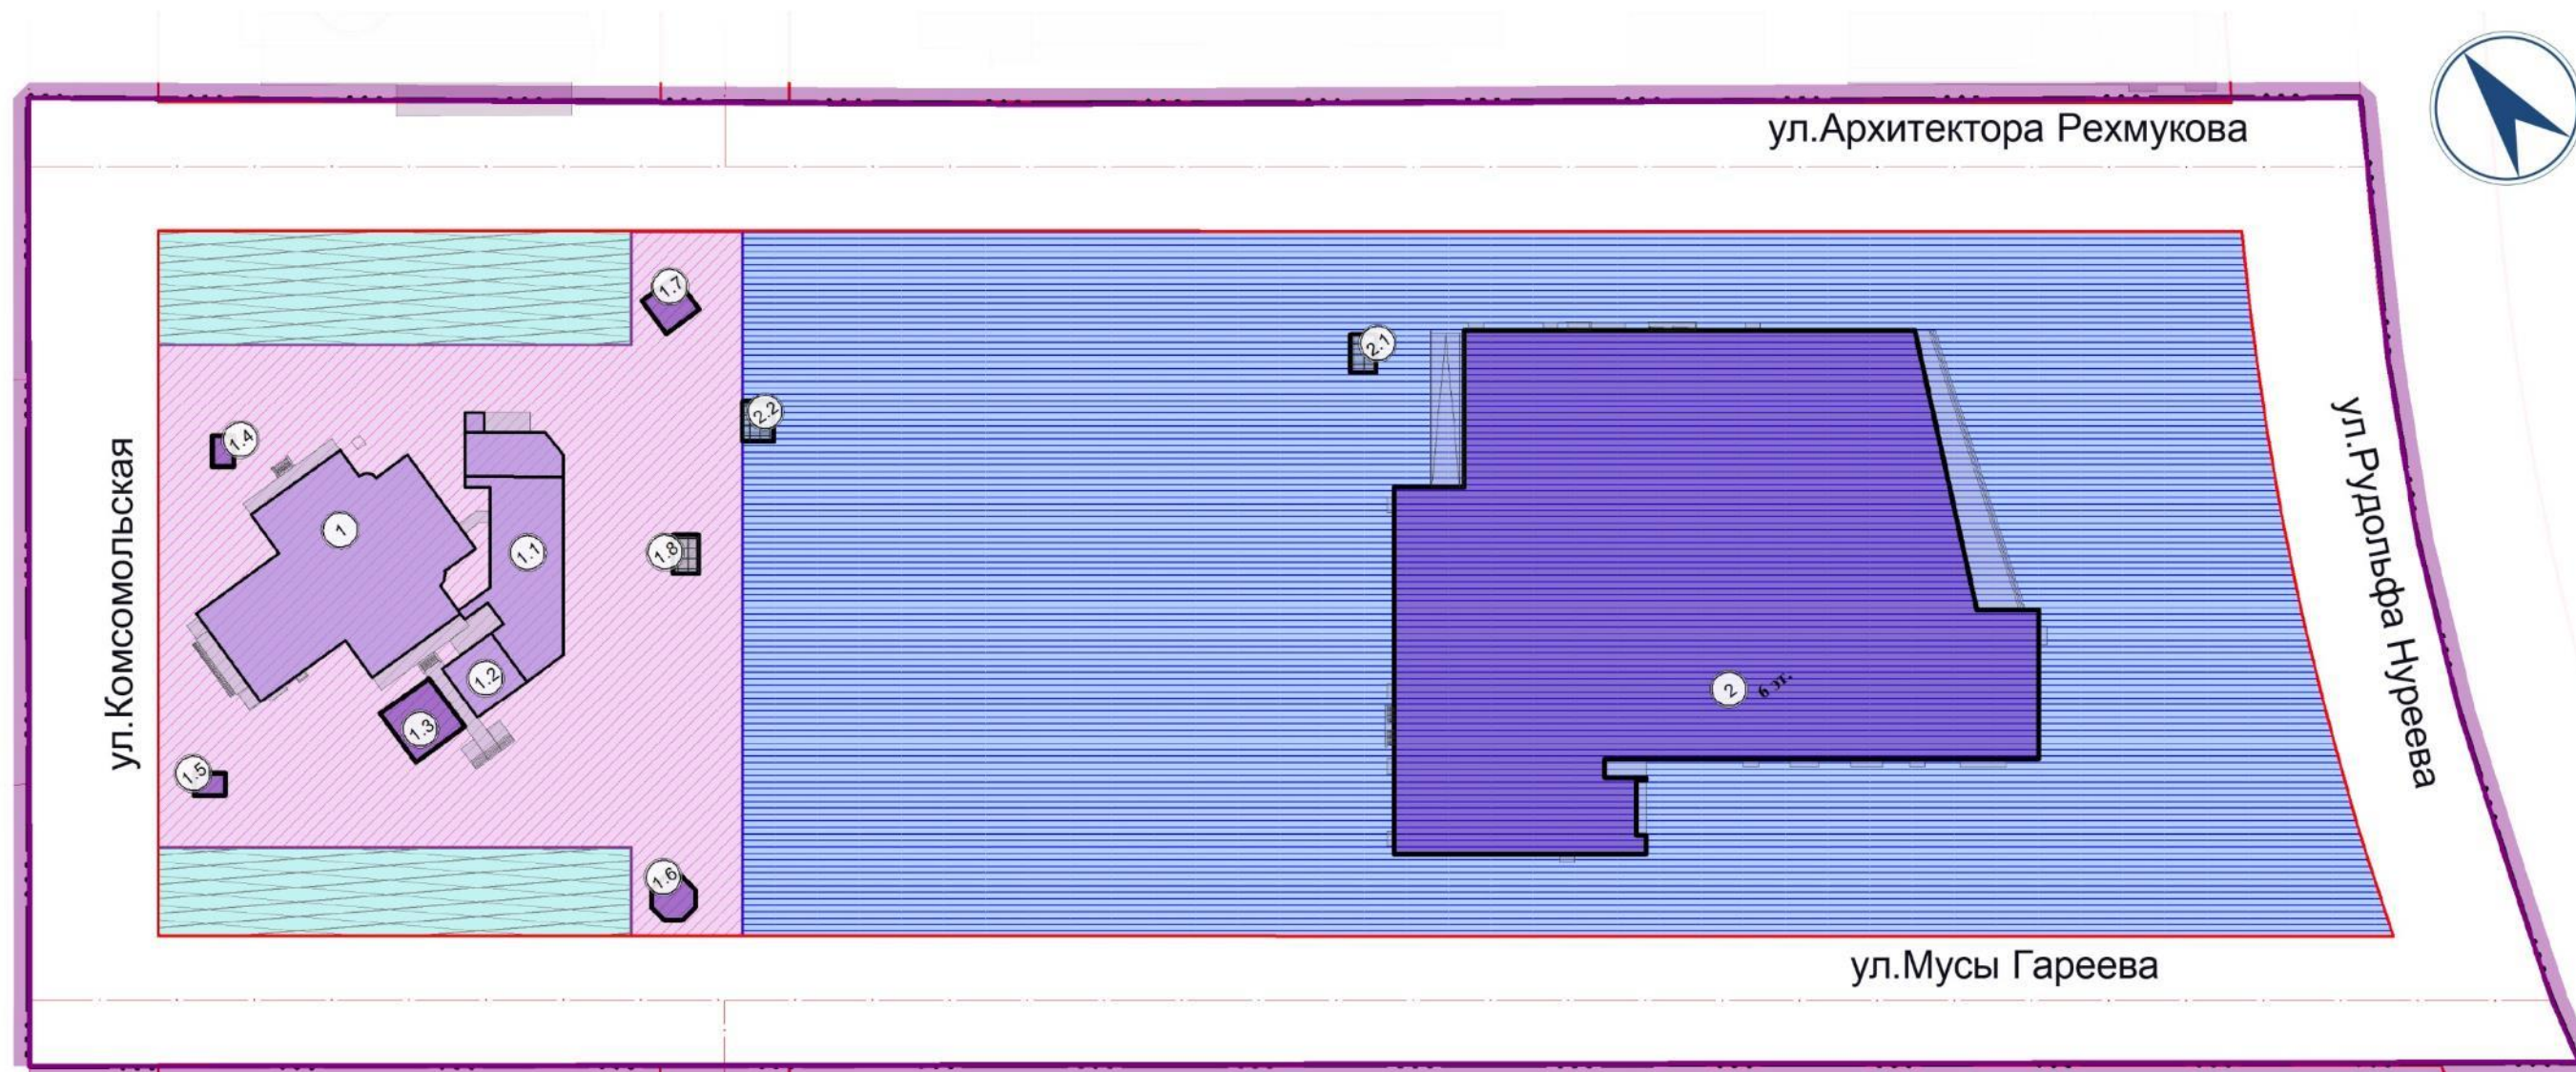 ул.Архитектора Рехмукова
1.7
2.1
2.2
1.4
1
1.1
1.8
ул.Комсомольская
ул.Рудольфа Нуреева
1.2
2
6 эт.
1.3
1.5
1.6
ул.Мусы Гареева